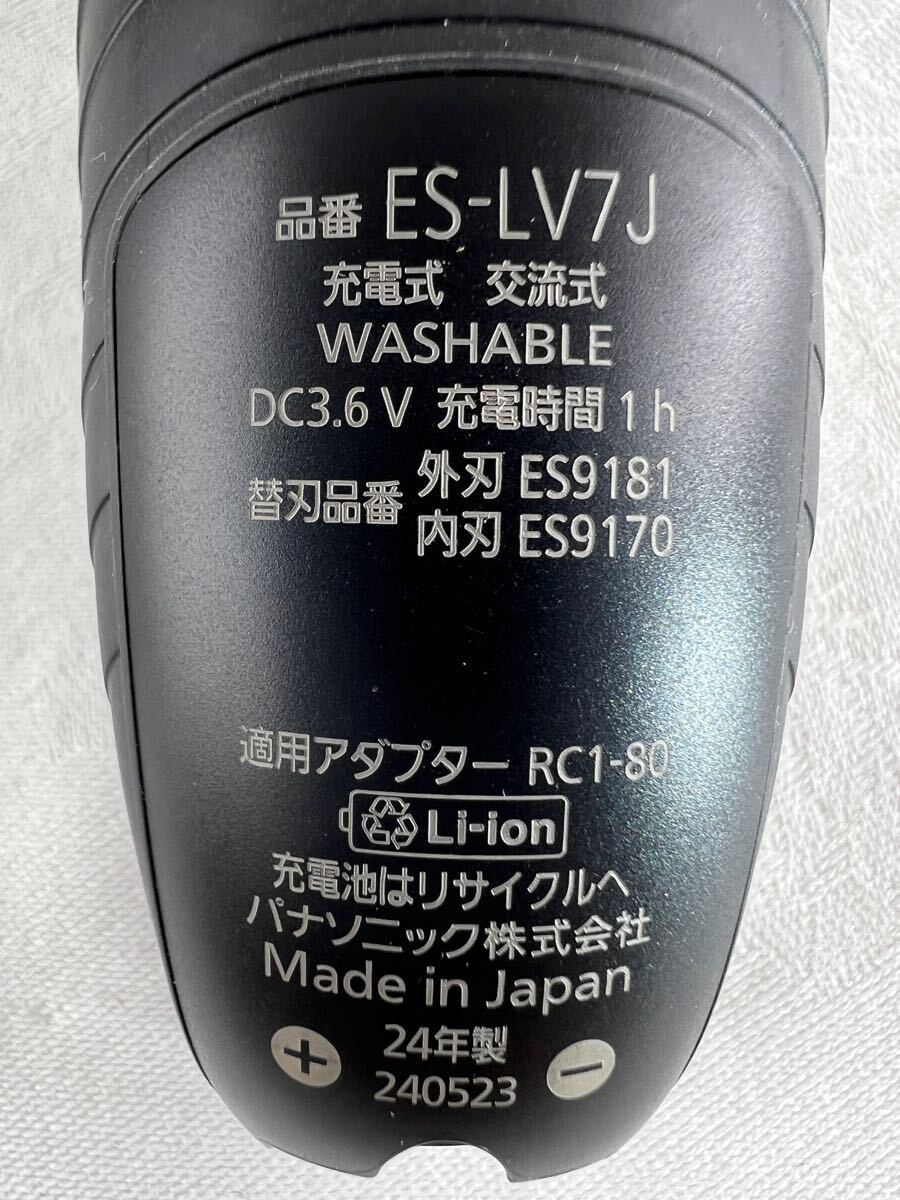 品番 ES-LV7J
充電式 交流式
WASHABLE
DC3.6 V 充電時間 1 h
替刃品番 外刃 ES9181
内刃 ES9170
適用アダプター RC1-80
Li-ion
充電池はリサイクルへ
パナソニック株式会社
Made in Japan
+ 24年製 −
240523